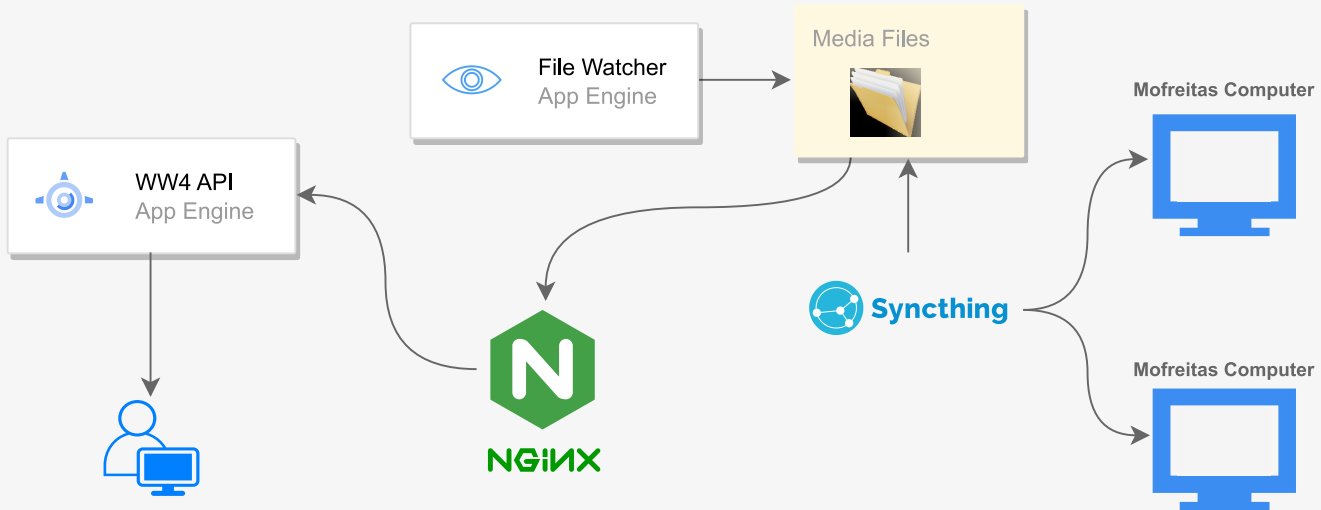 Media Files
File Watcher
App Engine
Mofreitas Computer
WW4 API
App Engine
Syncthing
Mofreitas Computer
NGINX